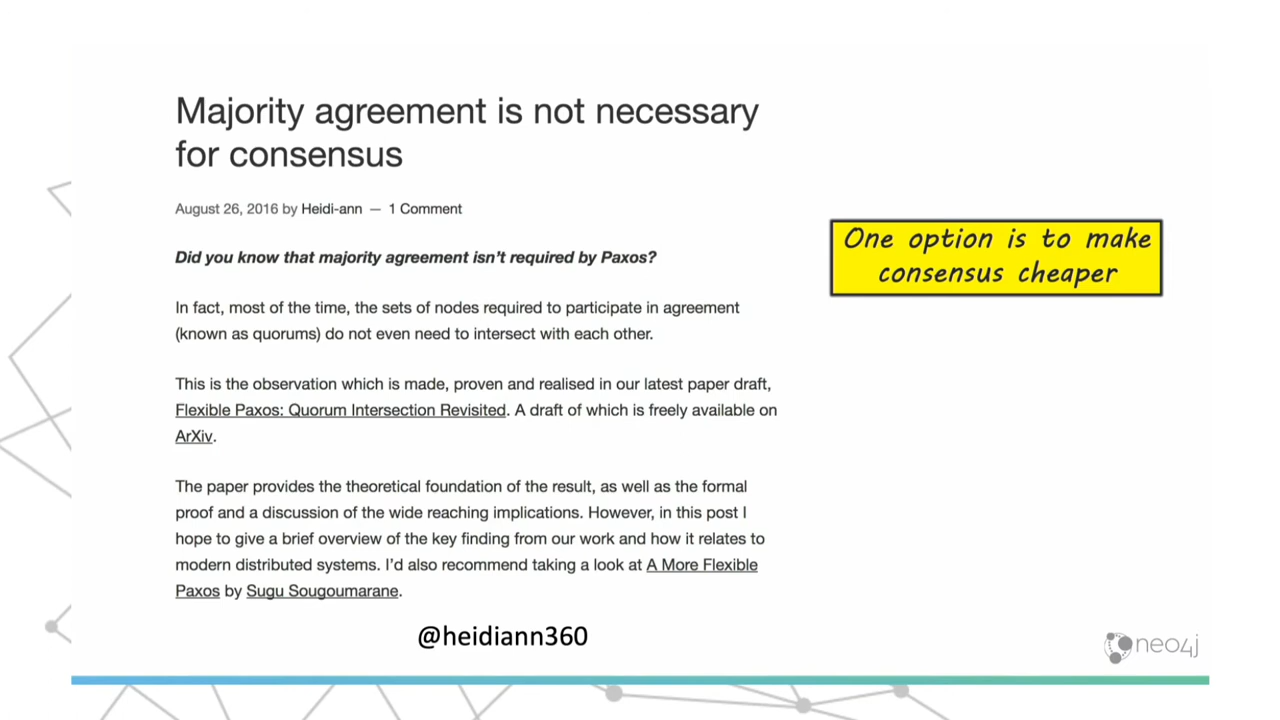 Majority agreement is not necessary
for consensus
August 26, 2016 by Heidi-ann — 1 Comment
Did you know that majority agreement isn't required by Paxos?
In fact, most of the time, the sets of nodes required to participate in agreement
(known as quorums) do not even need to intersect with each other.
This is the observation which is made, proven and realised in our latest paper draft,
Flexible Paxos: Quorum Intersection Revisited. A draft of which is freely available on
ArXiv.
The paper provides the theoretical foundation of the result, as well as the formal
proof and a discussion of the wide reaching implications. However, in this post I
hope to give a brief overview of the key finding from our work and how it relates to
modern distributed systems. I'd also recommend taking a look at A More Flexible
Paxos by Sugu Sougoumarane.
@heidiann360
One option is to make
consensus cheaper
neo4j